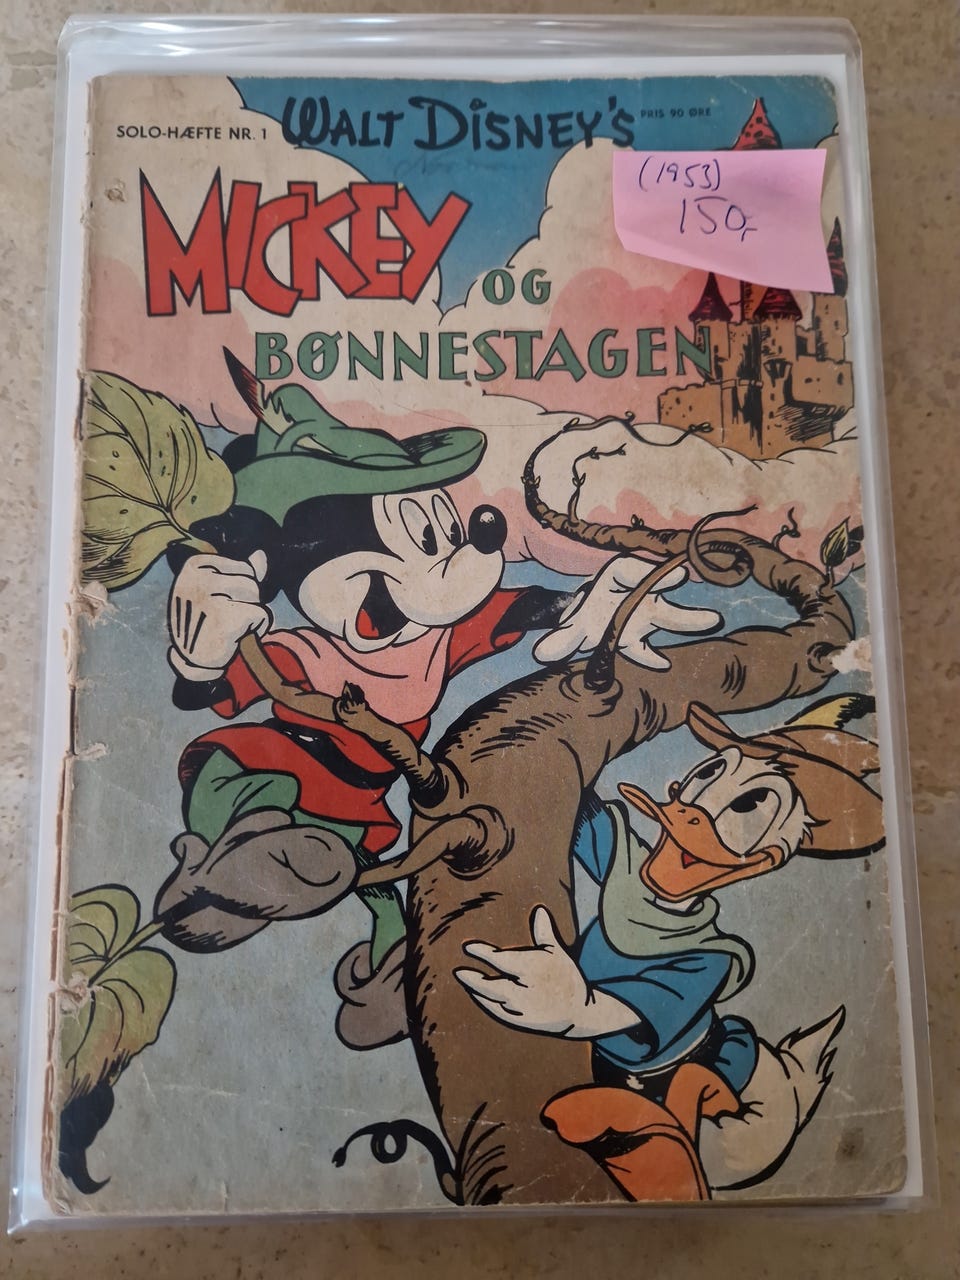 SOLO-HÆFTE NR. 1
WALT DISNEY'S
PRIS 90 ØRE
(1953)
150,-
MICKEY
OG
BØNNESTAGEN